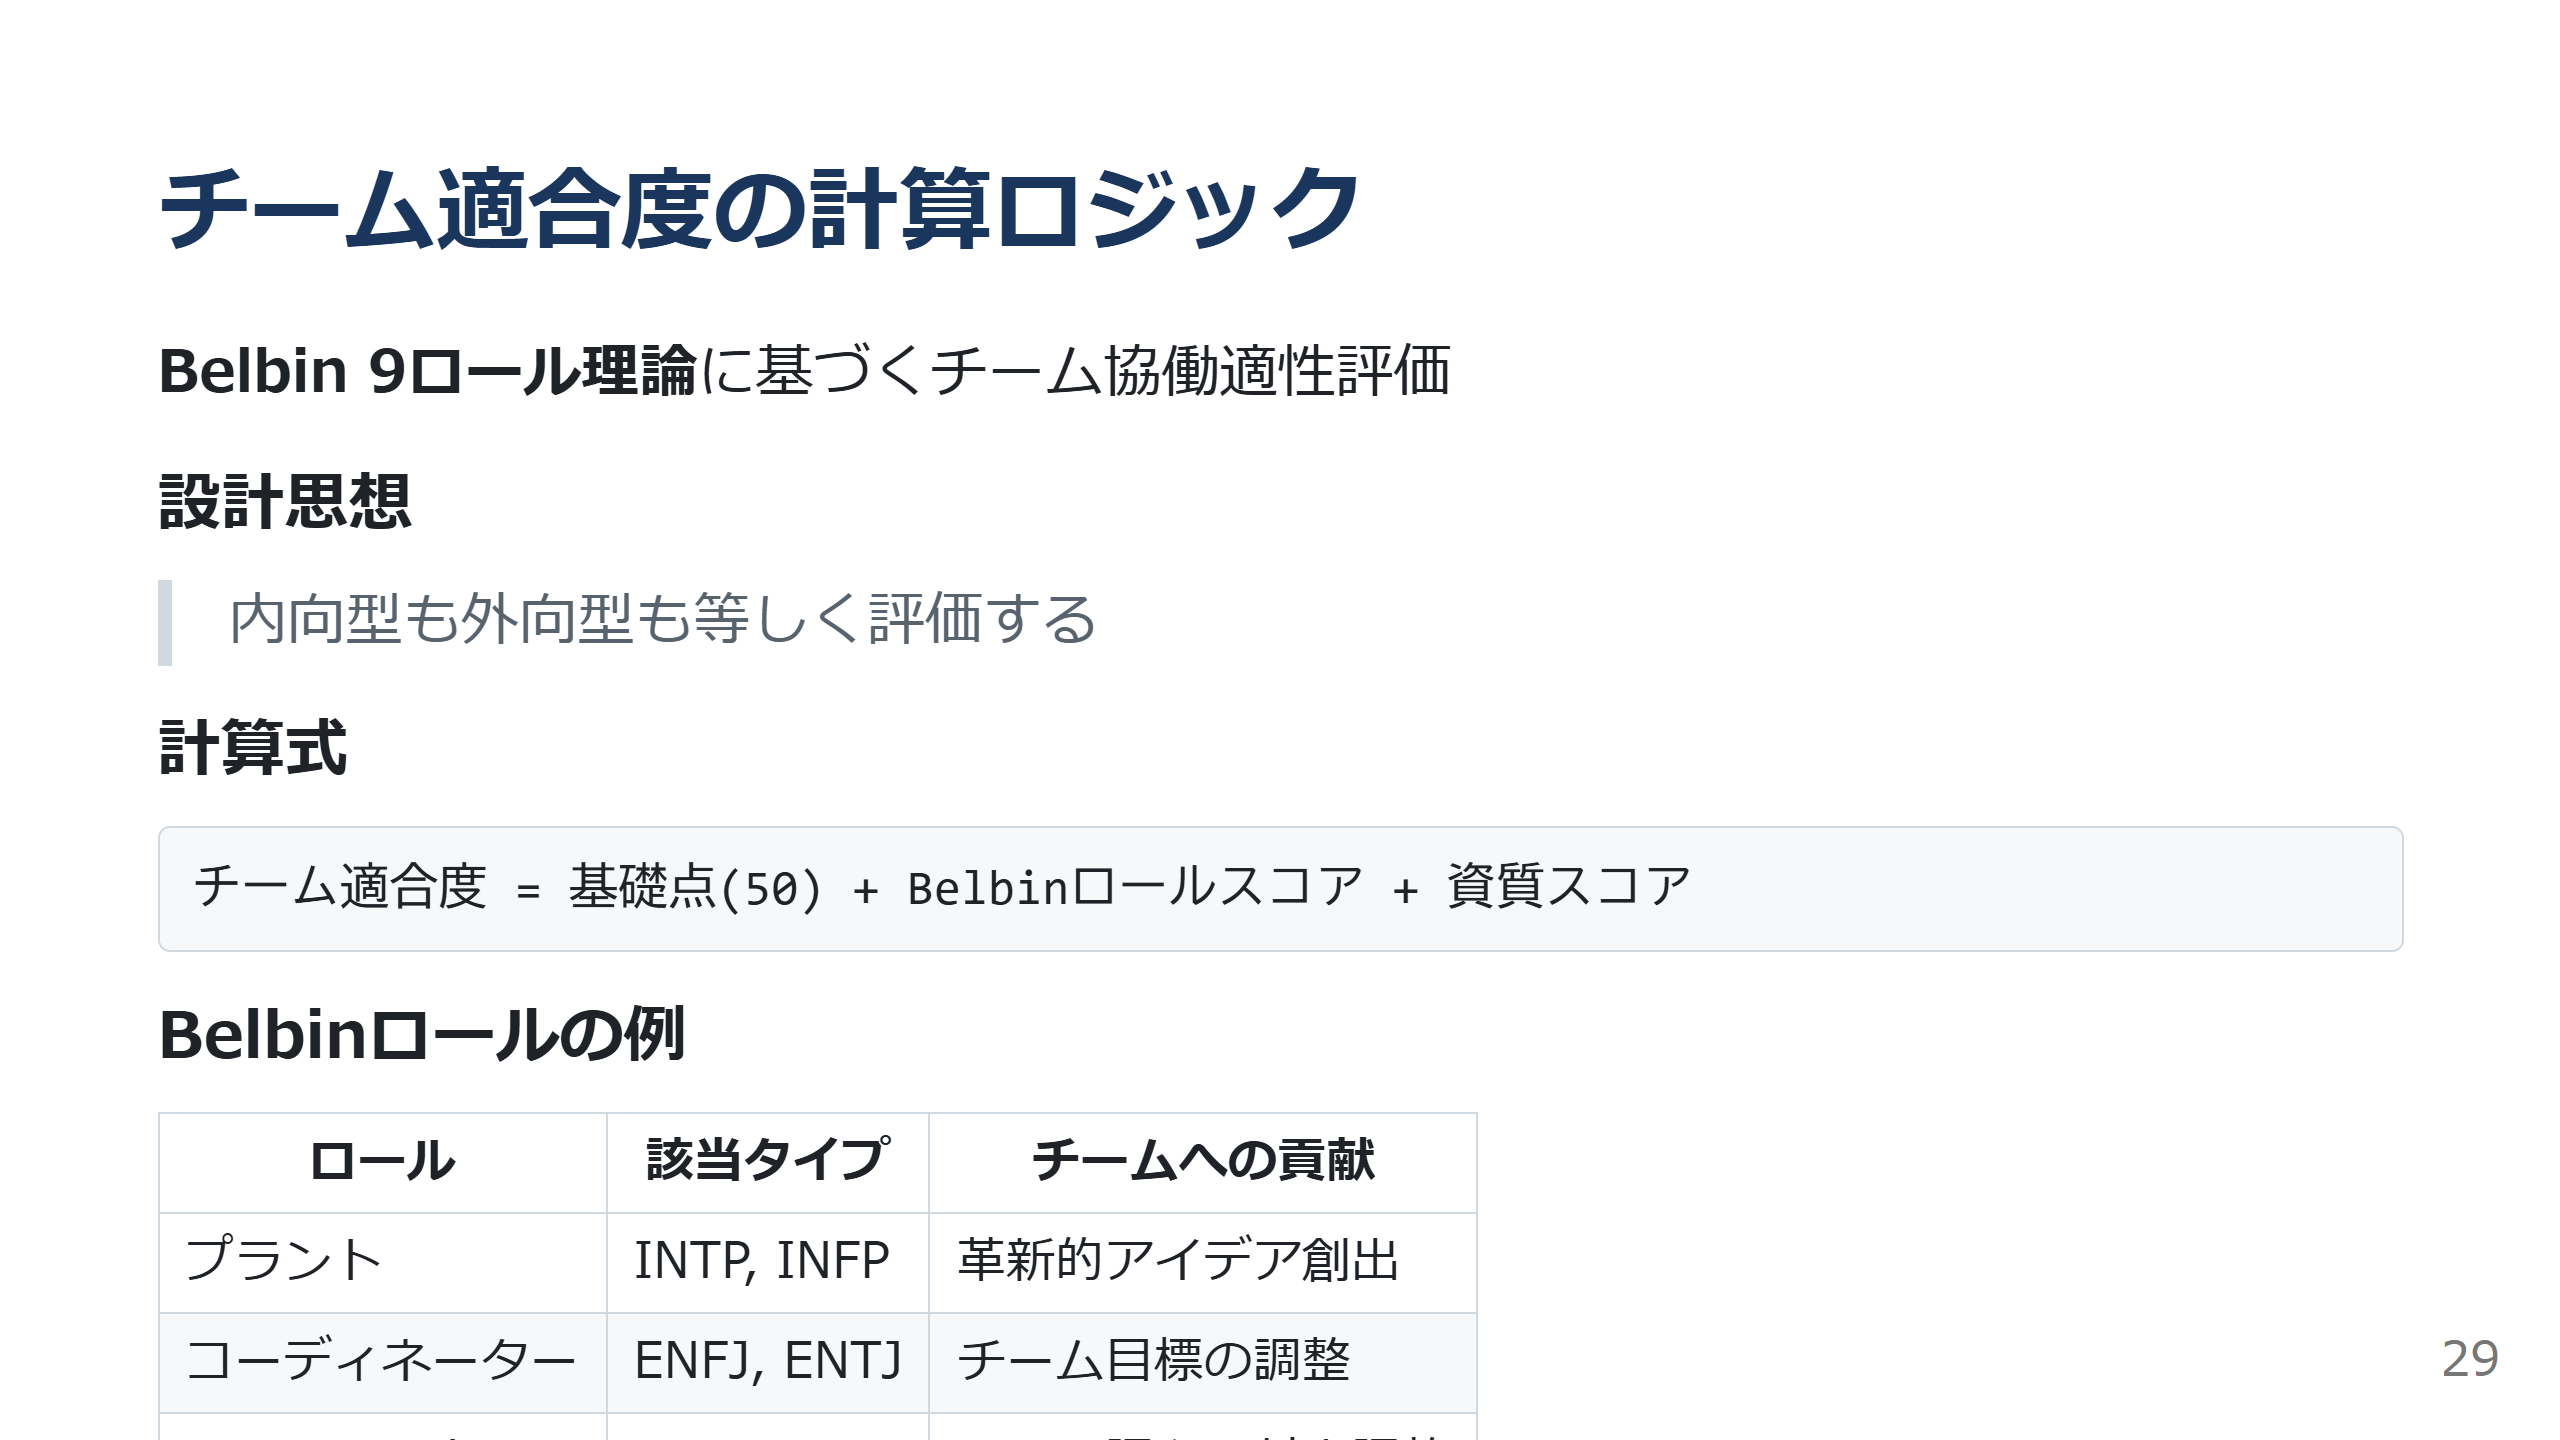 チーム適合度の計算ロジック
Belbin 9ロール理論に基づくチーム協働適性評価
設計思想
内向型も外向型も等しく評価する
計算式
チーム適合度 = 基礎点(50) + Belbinロールスコア + 資質スコア
Belbinロールの例
ロール 該当タイプ チームへの貢献
プラント INTP, INFP 革新的アイデア創出
コーディネーター ENFJ, ENTJ チーム目標の調整
29